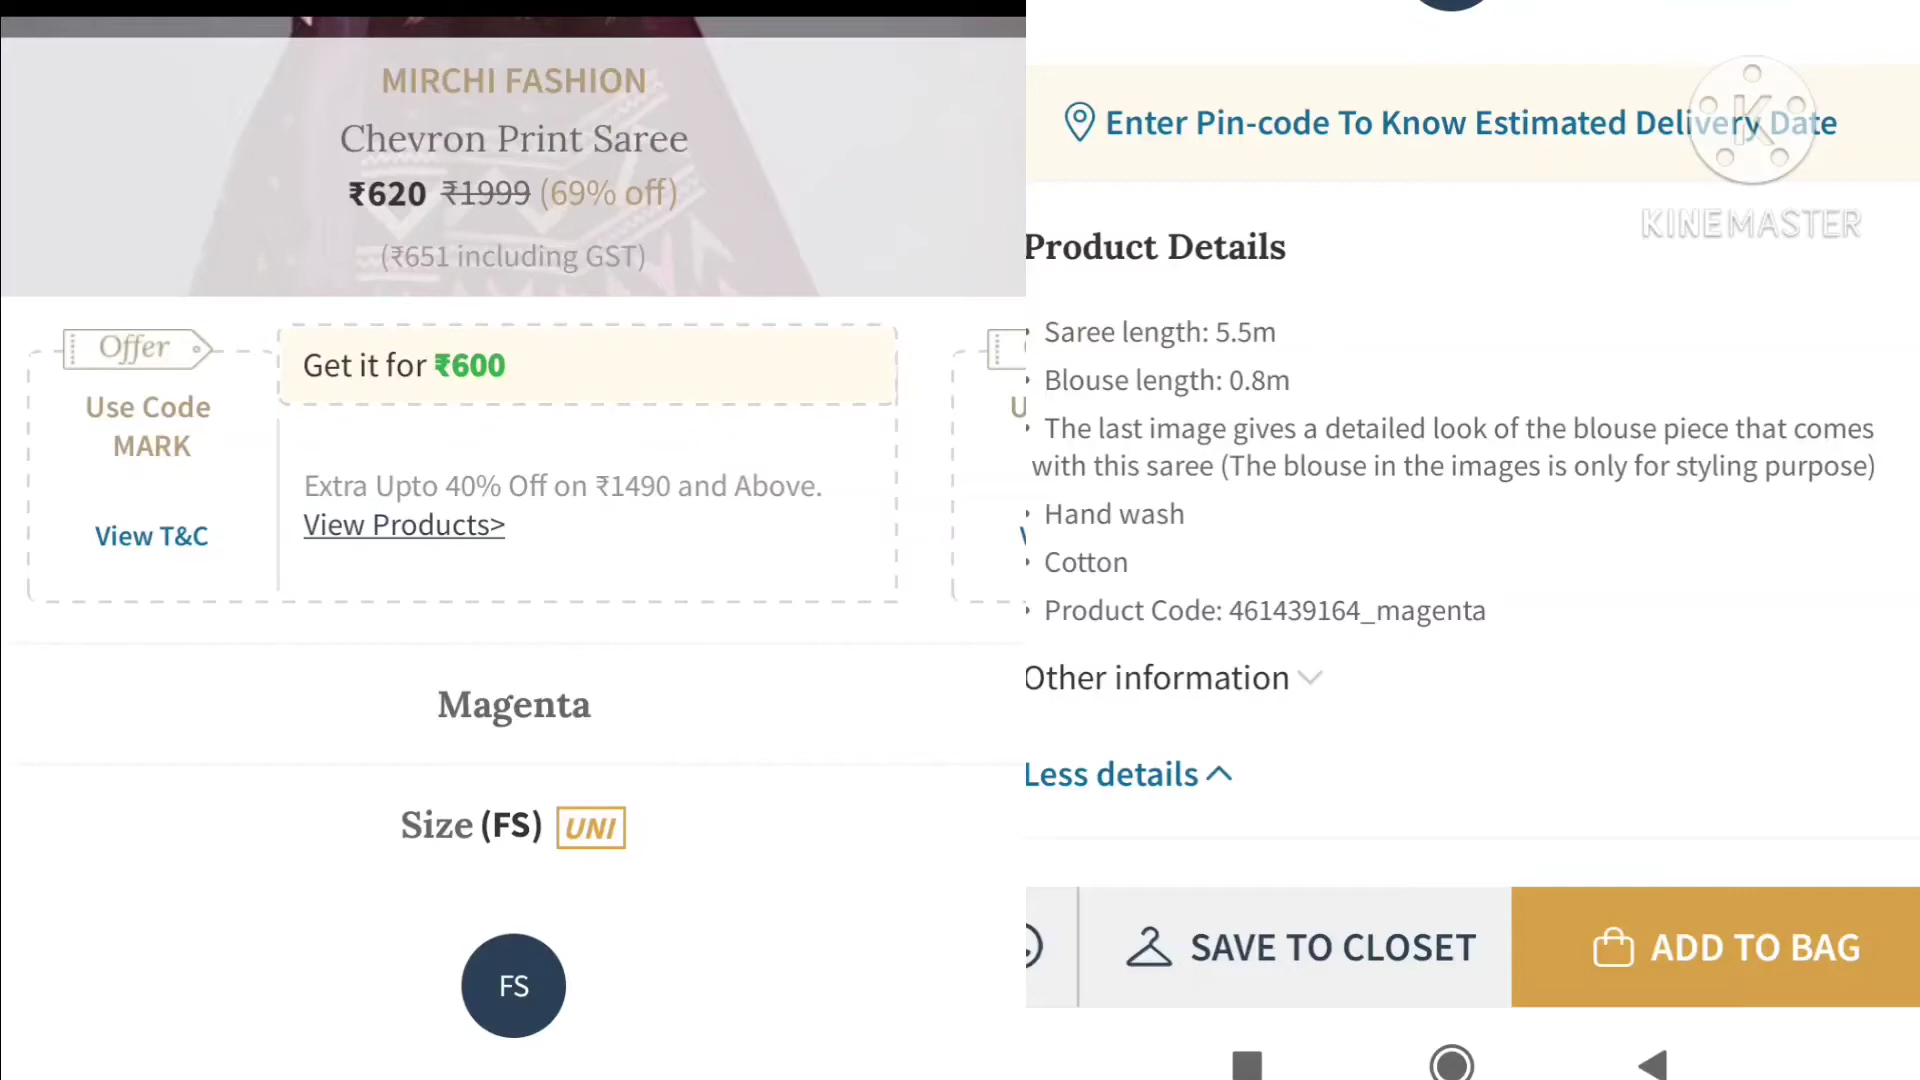 MIRCHI FASHION
Chevron Print Saree
₹620 ₹1999 (69% off)
(₹651 including GST)
Offer
Use Code
MARK
View T&C
Get it for ₹600
Extra Upto 40% Off on ₹1490 and Above.
View Products>
Magenta
Size (FS) UNI
FS
Enter Pin-code To Know Estimated Delivery Date
KINEMASTER
Product Details
• Saree length: 5.5m
• Blouse length: 0.8m
• The last image gives a detailed look of the blouse piece that comes
with this saree (The blouse in the images is only for styling purpose)
• Hand wash
• Cotton
• Product Code: 461439164_magenta
Other information
Less details
SAVE TO CLOSET
ADD TO BAG